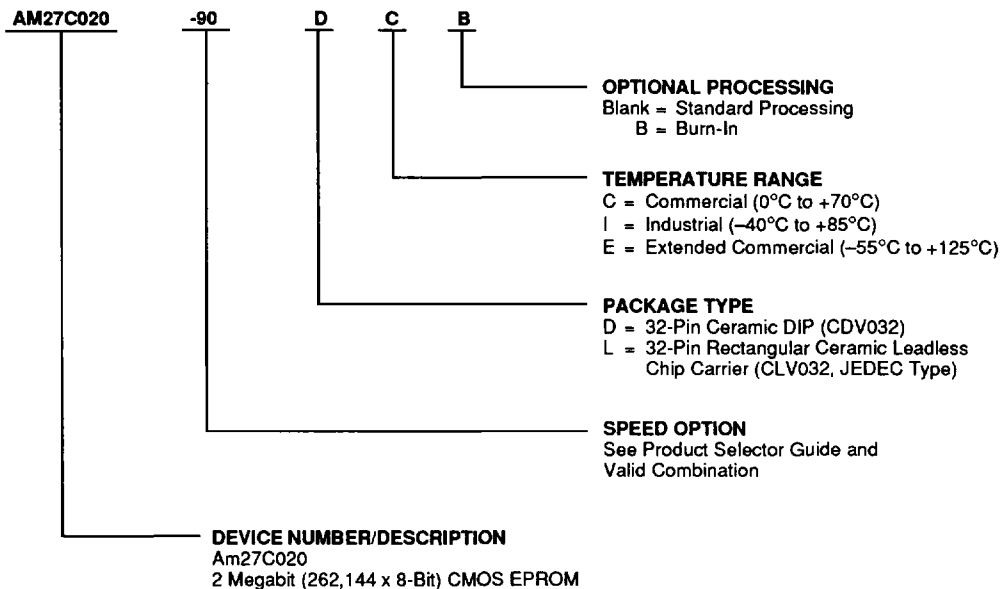 AM27C020 -90 D C B
OPTIONAL PROCESSING
Blank = Standard Processing
B = Burn-In
TEMPERATURE RANGE
C = Commercial (0°C to +70°C)
I = Industrial (–40°C to +85°C)
E = Extended Commercial (–55°C to +125°C)
PACKAGE TYPE
D = 32-Pin Ceramic DIP (CDV032)
L = 32-Pin Rectangular Ceramic Leadless
Chip Carrier (CLV032, JEDEC Type)
SPEED OPTION
See Product Selector Guide and
Valid Combination
DEVICE NUMBER/DESCRIPTION
Am27C020
2 Megabit (262,144 x 8-Bit) CMOS EPROM